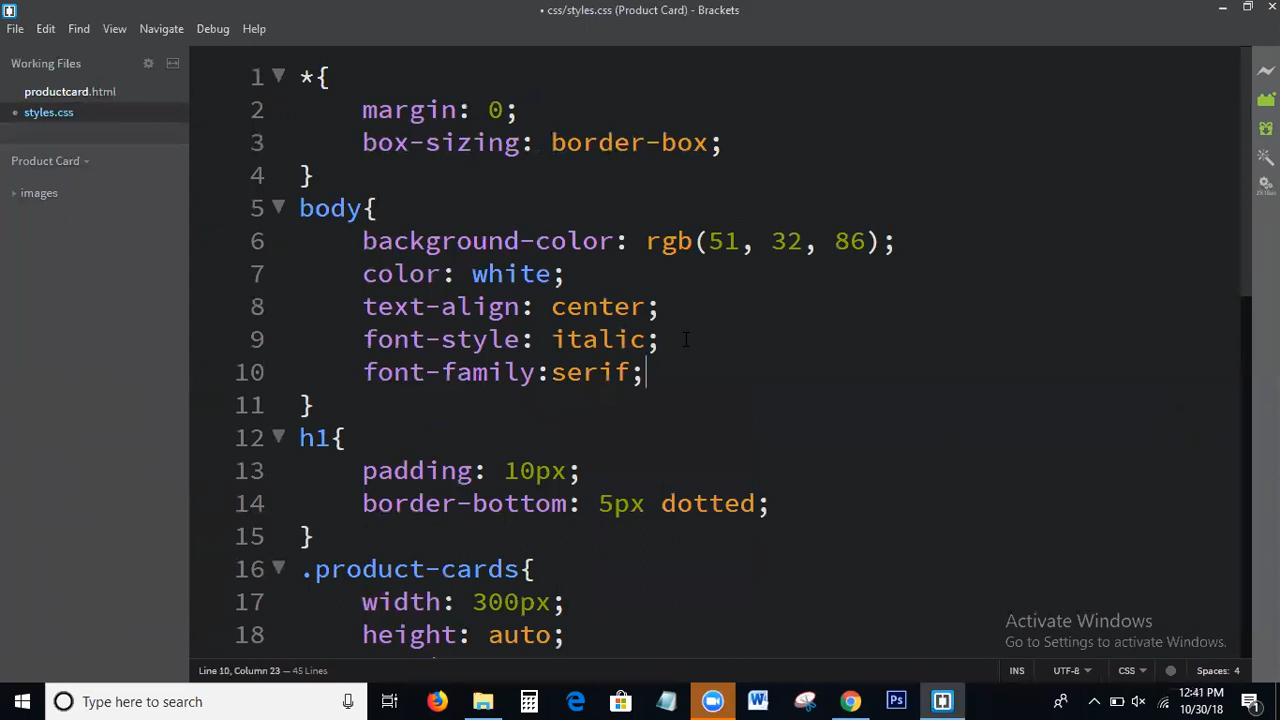 • css/styles.css (Product Card) - Brackets
File Edit Find View Navigate Debug Help
Working Files
productcard.html
• styles.css
Product Card
images
1 *{
2 margin: 0;
3 box-sizing: border-box;
4 }
5 body{
6 background-color: rgb(51, 32, 86);
7 color: white;
8 text-align: center;
9 font-style: italic;
10 font-family:serif;
11 }
12 h1{
13 padding: 10px;
14 border-bottom: 5px dotted;
15 }
16 .product-cards{
17 width: 300px;
18 height: auto;
Activate Windows
Go to Settings to activate Windows.
Line 10, Column 23 — 45 Lines
INS UTF-8 CSS Spaces: 4
Type here to search
W
Ps
12:41 PM
10/30/18
1